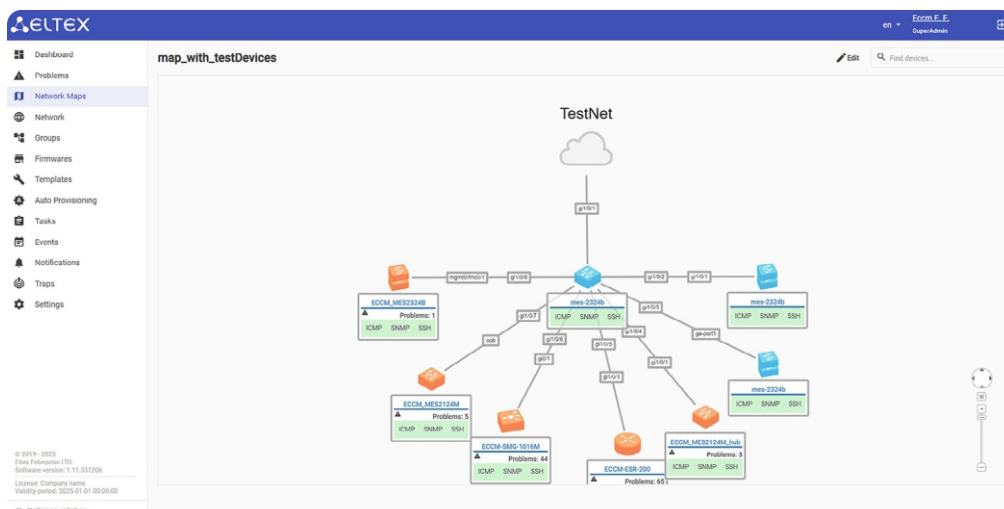 ELTEX
en
Eccm E. E.
SuperAdmin
Dashboard
Problems
Network Maps
Network
Groups
Firmwares
Templates
Auto Provisioning
Tasks
Events
Notifications
Traps
Settings
© 2019 - 2023
Eltex Enterprise LTD.
Software version: 1.11.331206
License: Company name
Validity period: 2025-01-01 00:00:00
map_with_testDevices
Edit
Find devices...
TestNet
gi1/0/1
gi1/0/8
gi1/0/2
gi1/0/1
ECCM_MES2324B
Problems: 1
ICMP SNMP SSH
mes-2324b
ICMP SNMP SSH
mes-2324b
ICMP SNMP SSH
gi1/0/7
gi1/0/6
gi1/0/5
gi1/0/4
oob
gi0/1
gi1/0/1
gi1/0/1
ge-port1
mes-2324b
ICMP SNMP SSH
ECCM_MES2124M
Problems: 5
ICMP SNMP SSH
ECCM-SMG-1016M
Problems: 44
ICMP SNMP SSH
ECCM-ESR-200
Problems: 65
ECCM_MES2124M_hub
Problems: 3
ICMP SNMP SSH